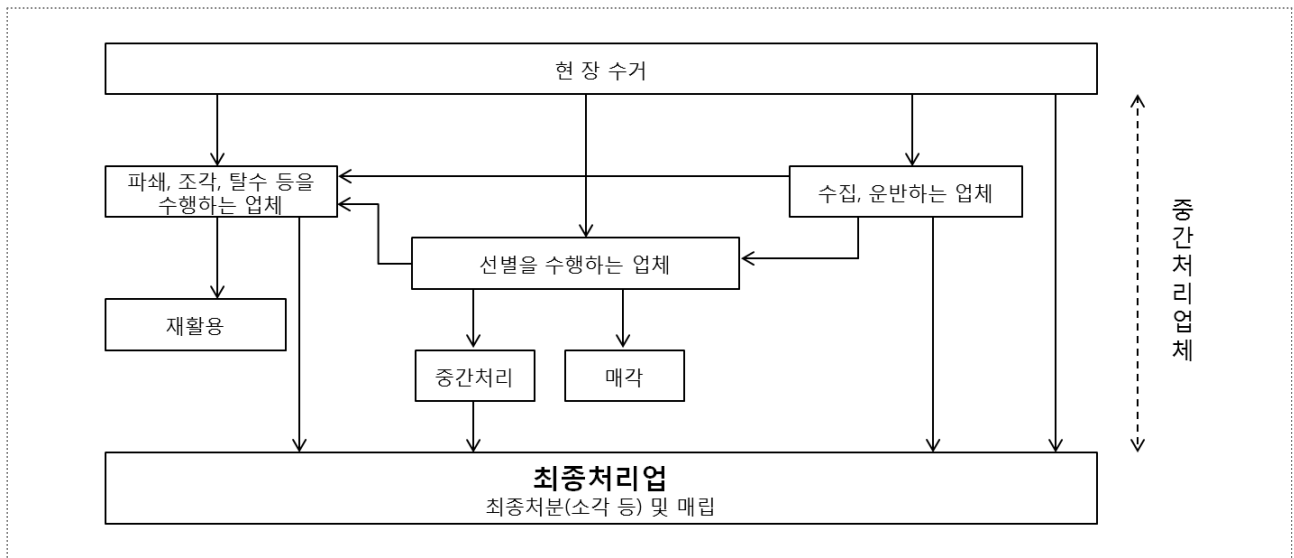 현 장 수거
파쇄, 조각, 탈수 등을
수행하는 업체
수집, 운반하는 업체
선별을 수행하는 업체
재활용
중간처리
매각
최종처리업
최종처분(소각 등) 및 매립
중간처리업체